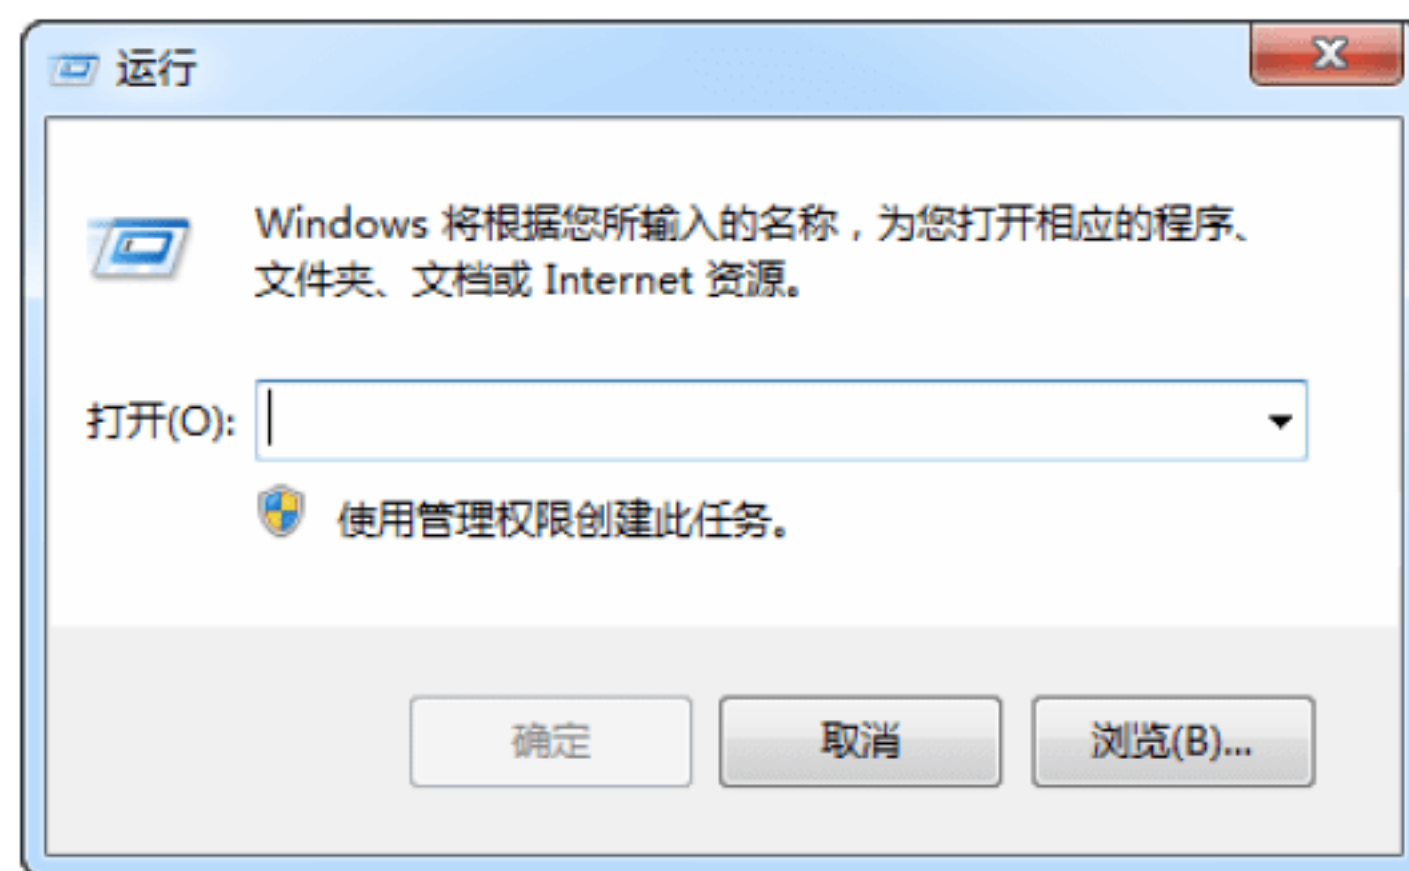 运行
Windows 将根据您所输入的名称，为您打开相应的程序、
文件夹、文档或 Internet 资源。
打开(O):
使用管理权限创建此任务。
确定
取消
浏览(B)...